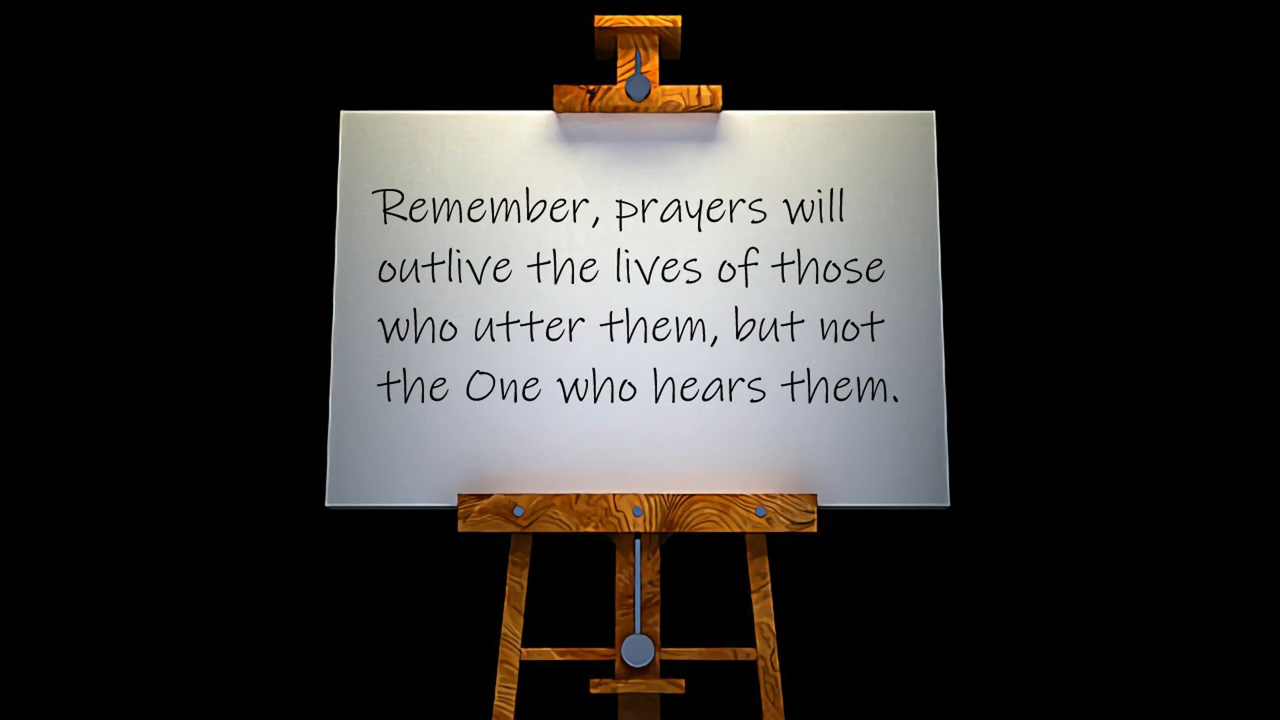 Remember, prayers will
outlive the lives of those
who utter them, but not
the One who hears them.